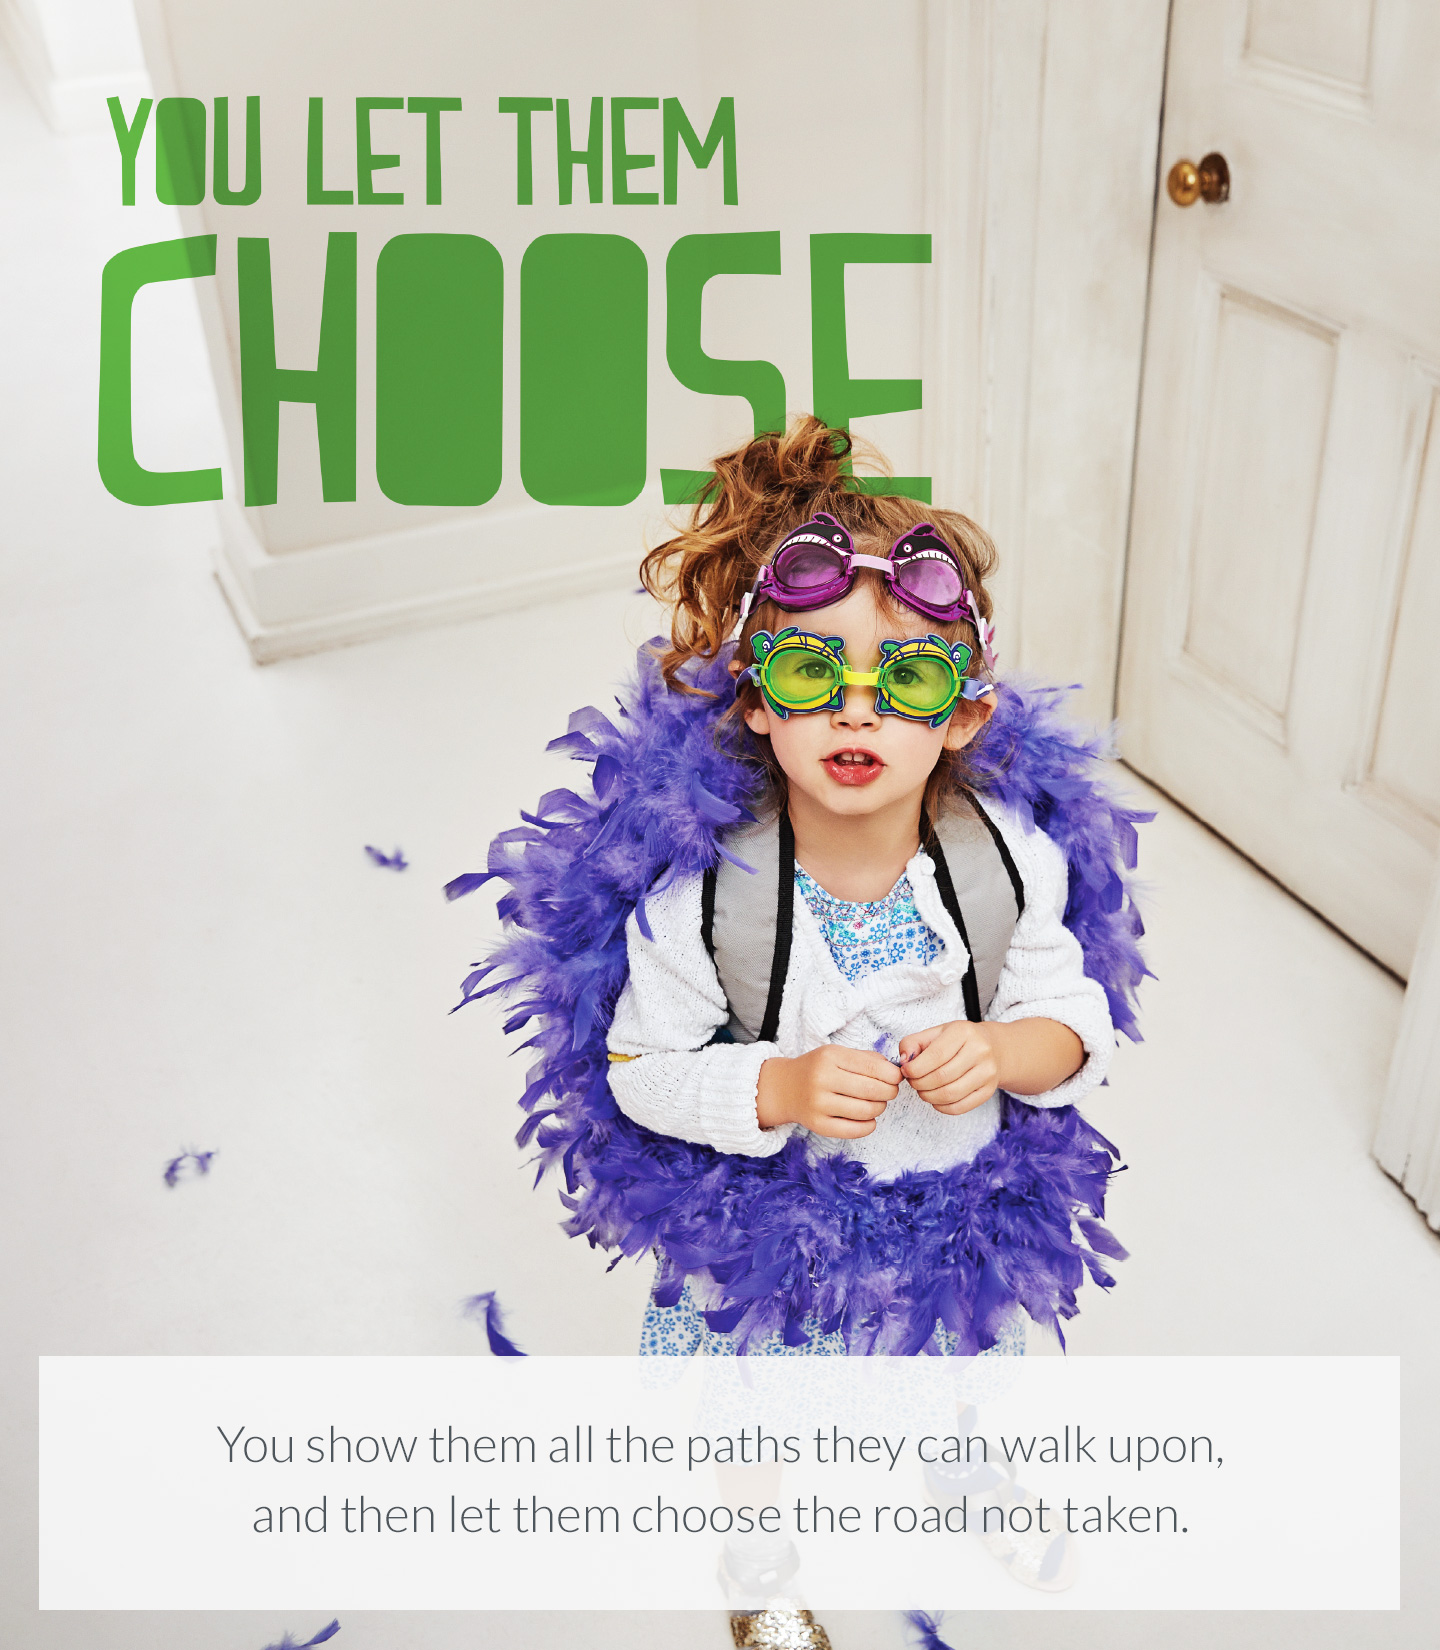 YOU LET THEM
CHOOSE
You show them all the paths they can walk upon,
and then let them choose the road not taken.